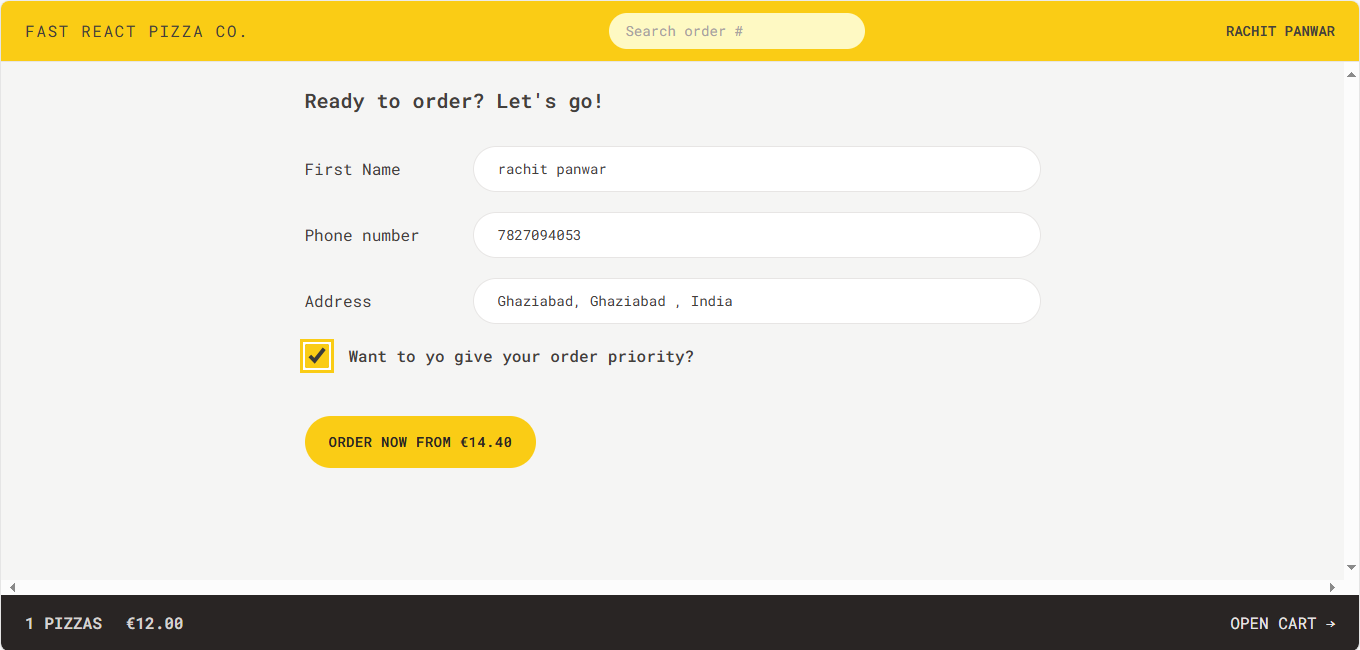 FAST REACT PIZZA CO.
Search order #
RACHIT PANWAR
Ready to order? Let's go!
First Name
rachit panwar
Phone number
7827094053
Address
Ghaziabad, Ghaziabad , India
Want to yo give your order priority?
ORDER NOW FROM €14.40
1 PIZZAS €12.00
OPEN CART →